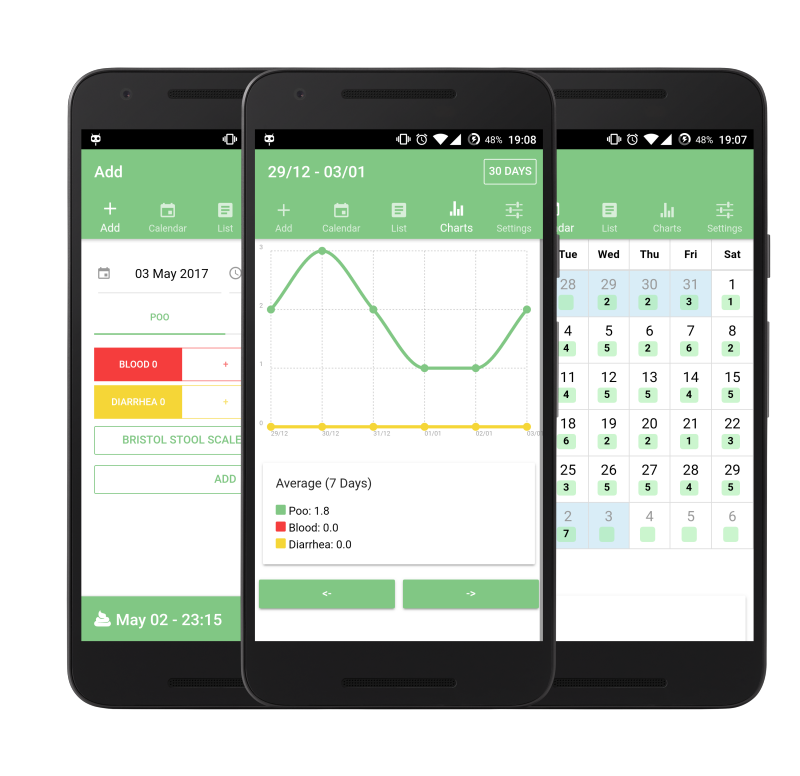 Add
Add
Calendar
List
03 May 2017
POO
BLOOD 0
+
DIARRHEA 0
+
BRISTOL STOOL SCALE
ADD
May 02 - 23:15
48% 19:08
29/12 - 03/01
30 DAYS
Add
Calendar
List
Charts
Settings
3
2
1
0
29/12
30/12
31/12
01/01
02/01
03/01
Average (7 Days)
Poo: 1.8
Blood: 0.0
Diarrhea: 0.0
<-
->
48% 19:07
dar
List
Charts
Settings
Tue Wed Thu Fri Sat
28 29 30 31 1
2 2 3 1
4 5 6 7 8
4 5 2 6 2
11 12 13 14 15
4 5 5 4 5
18 19 20 21 22
6 2 2 1 3
25 26 27 28 29
3 5 5 4 5
2 3 4 5 6
7